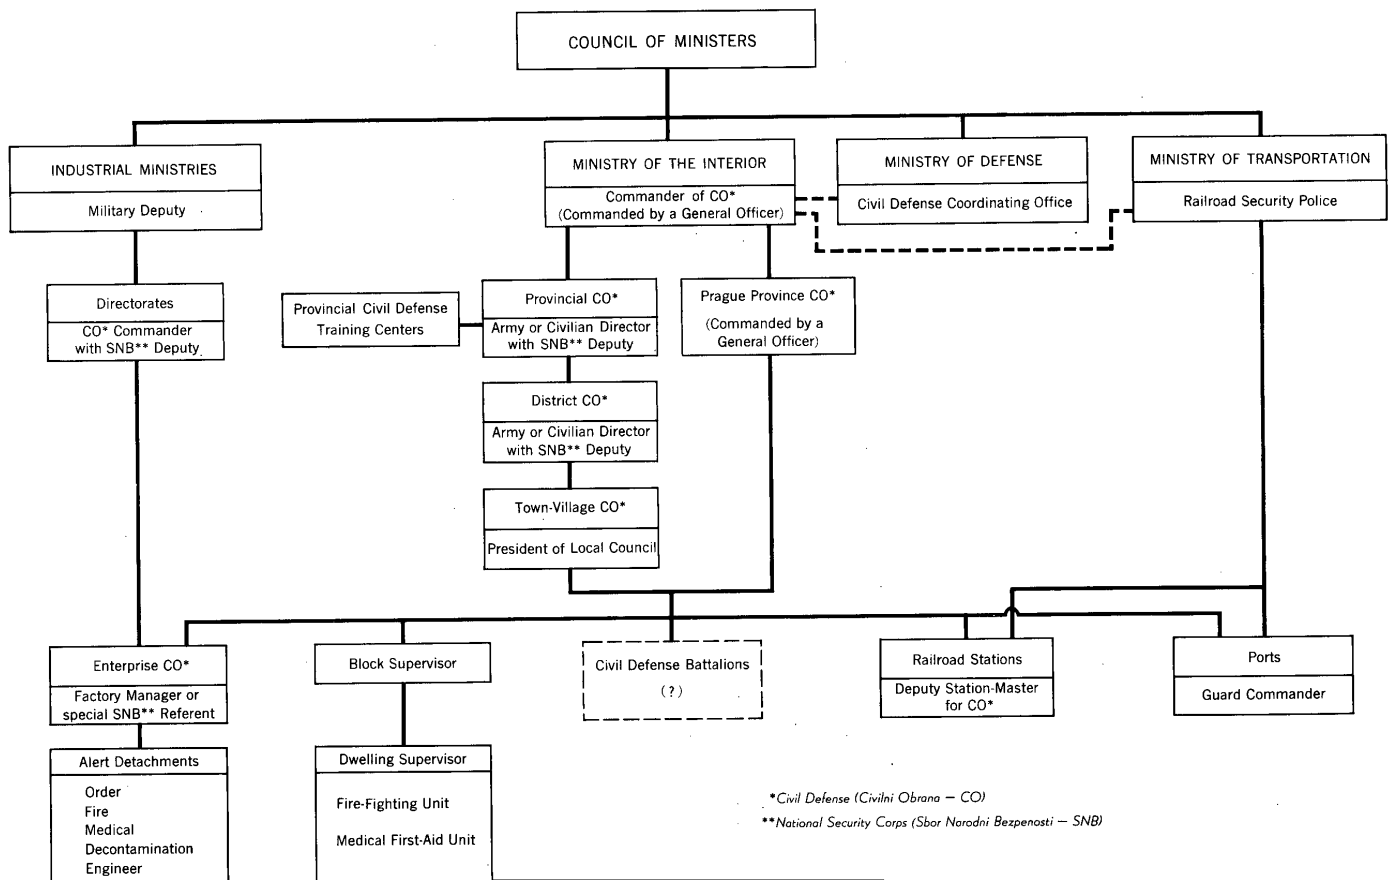 COUNCIL OF MINISTERS
INDUSTRIAL MINISTRIES
Military Deputy
MINISTRY OF THE INTERIOR
Commander of CO*
(Commanded by a General Officer)
MINISTRY OF DEFENSE
Civil Defense Coordinating Office
MINISTRY OF TRANSPORTATION
Railroad Security Police
Directorates
CO* Commander
with SNB** Deputy
Provincial Civil Defense
Training Centers
Provincial CO*
Army or Civilian Director
with SNB** Deputy
Prague Province CO*
(Commanded by a
General Officer)
District CO*
Army or Civilian Director
with SNB** Deputy
Town-Village CO*
President of Local Council
Enterprise CO*
Factory Manager or
special SNB** Referent
Block Supervisor
Civil Defense Battalions
(?)
Railroad Stations
Deputy Station-Master
for CO*
Ports
Guard Commander
Alert Detachments
Order
Fire
Medical
Decontamination
Engineer
Dwelling Supervisor
Fire-Fighting Unit
Medical First-Aid Unit
*Civil Defense (Civilni Obrana — CO)
**National Security Corps (Sbor Narodni Bezpenosti — SNB)